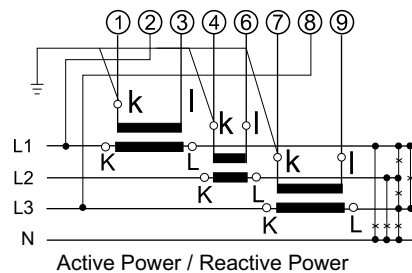 ① ② ③ ④ ⑥ ⑦ ⑧ ⑨
k l k l k l
L1 K L
L2 K L
L3 K L
N
Active Power / Reactive Power